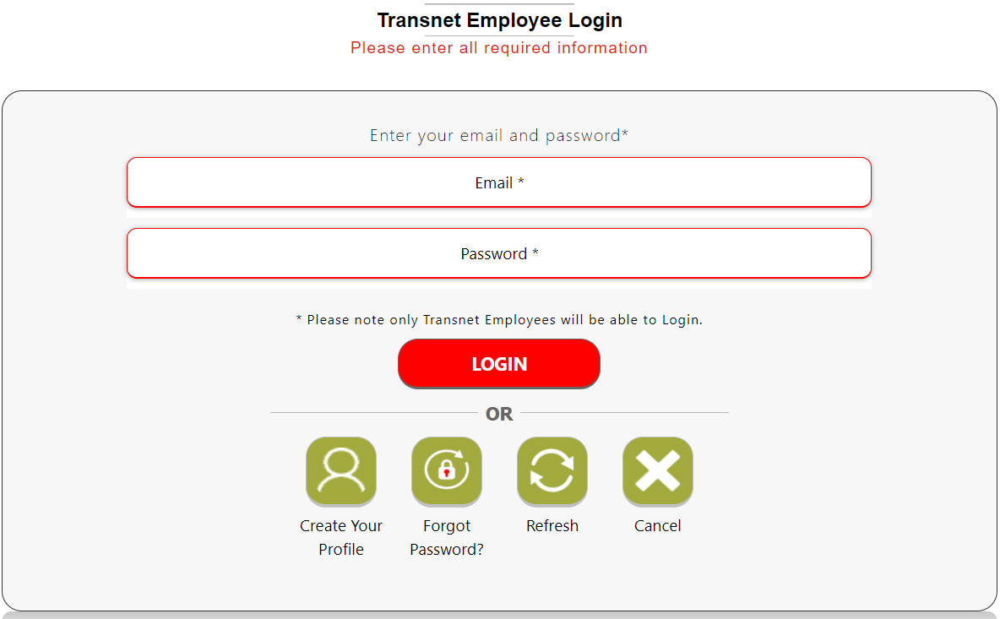 Transnet Employee Login
Please enter all required information
Enter your email and password*
Email *
Password *
* Please note only Transnet Employees will be able to Login.
LOGIN
OR
Create Your
Profile
Forgot
Password?
Refresh
Cancel